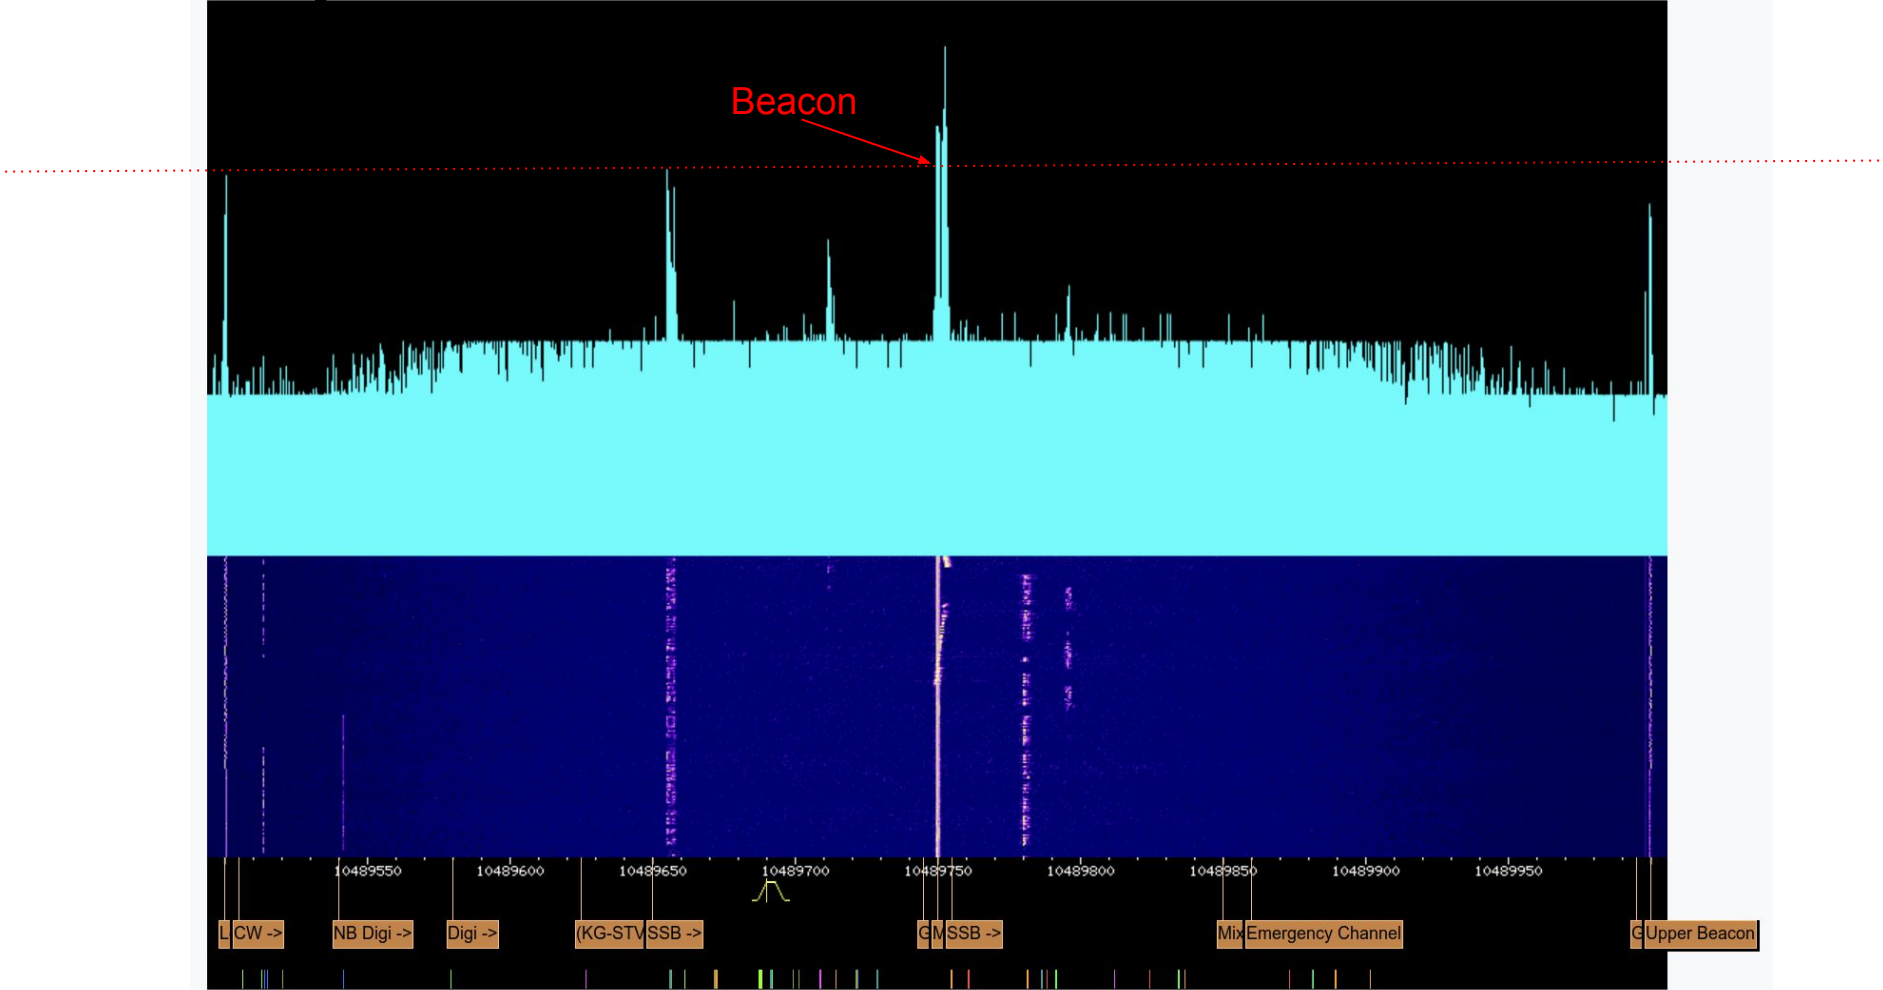 Beacon
10489550 10489600 10489650 10489700 10489750 10489800 10489850 10489900 10489950
L CW -> NB Digi -> Digi -> (KG-STV SSB -> G M SSB -> Mix Emergency Channel G Upper Beacon